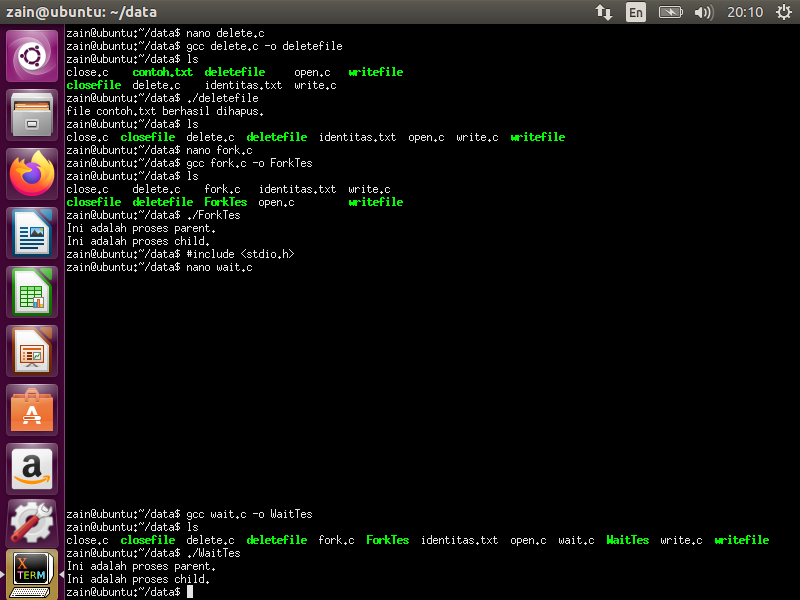 zain@ubuntu: ~/data
En
20:10
zain@ubuntu:~/data$ nano delete.c
zain@ubuntu:~/data$ gcc delete.c -o deletefile
zain@ubuntu:~/data$ ls
close.c contoh.txt deletefile open.c writefile
closefile delete.c identitas.txt write.c
zain@ubuntu:~/data$ ./deletefile
file contoh.txt berhasil dihapus.
zain@ubuntu:~/data$ ls
close.c closefile delete.c deletefile identitas.txt open.c write.c writefile
zain@ubuntu:~/data$ nano fork.c
zain@ubuntu:~/data$ gcc fork.c -o ForkTes
zain@ubuntu:~/data$ ls
close.c delete.c fork.c identitas.txt write.c
closefile deletefile ForkTes open.c writefile
zain@ubuntu:~/data$ ./ForkTes
Ini adalah proses parent.
Ini adalah proses child.
zain@ubuntu:~/data$ #include <stdio.h>
zain@ubuntu:~/data$ nano wait.c
zain@ubuntu:~/data$ gcc wait.c -o WaitTes
zain@ubuntu:~/data$ ls
close.c closefile delete.c deletefile fork.c ForkTes identitas.txt open.c wait.c WaitTes write.c writefile
zain@ubuntu:~/data$ ./WaitTes
Ini adalah proses parent.
Ini adalah proses child.
zain@ubuntu:~/data$
A
a
X
TERM